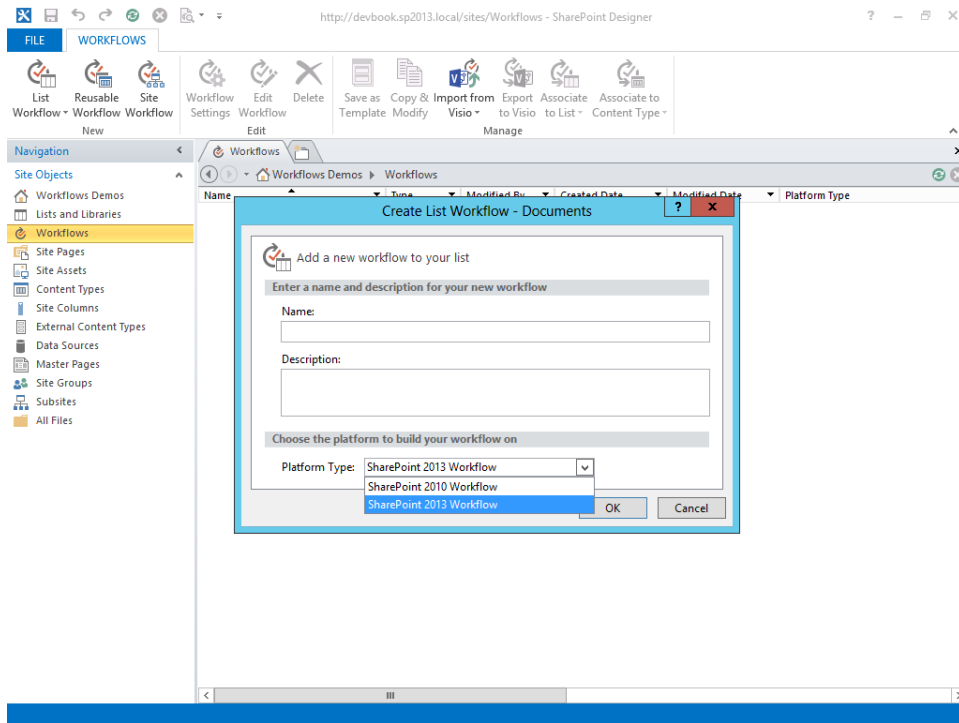 http://devbook.sp2013.local/sites/Workflows - SharePoint Designer
FILE
WORKFLOWS
List Workflow
Reusable Workflow
Site Workflow
New
Workflow Settings
Edit Workflow
Delete
Edit
Save as Template
Copy & Modify
Import from Visio
Export to Visio
Associate to List
Associate to Content Type
Manage
Navigation
Site Objects
Workflows Demos
Lists and Libraries
Workflows
Site Pages
Site Assets
Content Types
Site Columns
External Content Types
Data Sources
Master Pages
Site Groups
Subsites
All Files
Workflows
Workflows Demos
Workflows
Name
Type
Modified By
Created Date
Modified Date
Platform Type
Create List Workflow - Documents
?
x
Add a new workflow to your list
Enter a name and description for your new workflow
Name:
Description:
Choose the platform to build your workflow on
Platform Type: SharePoint 2013 Workflow
SharePoint 2010 Workflow
SharePoint 2013 Workflow
OK
Cancel